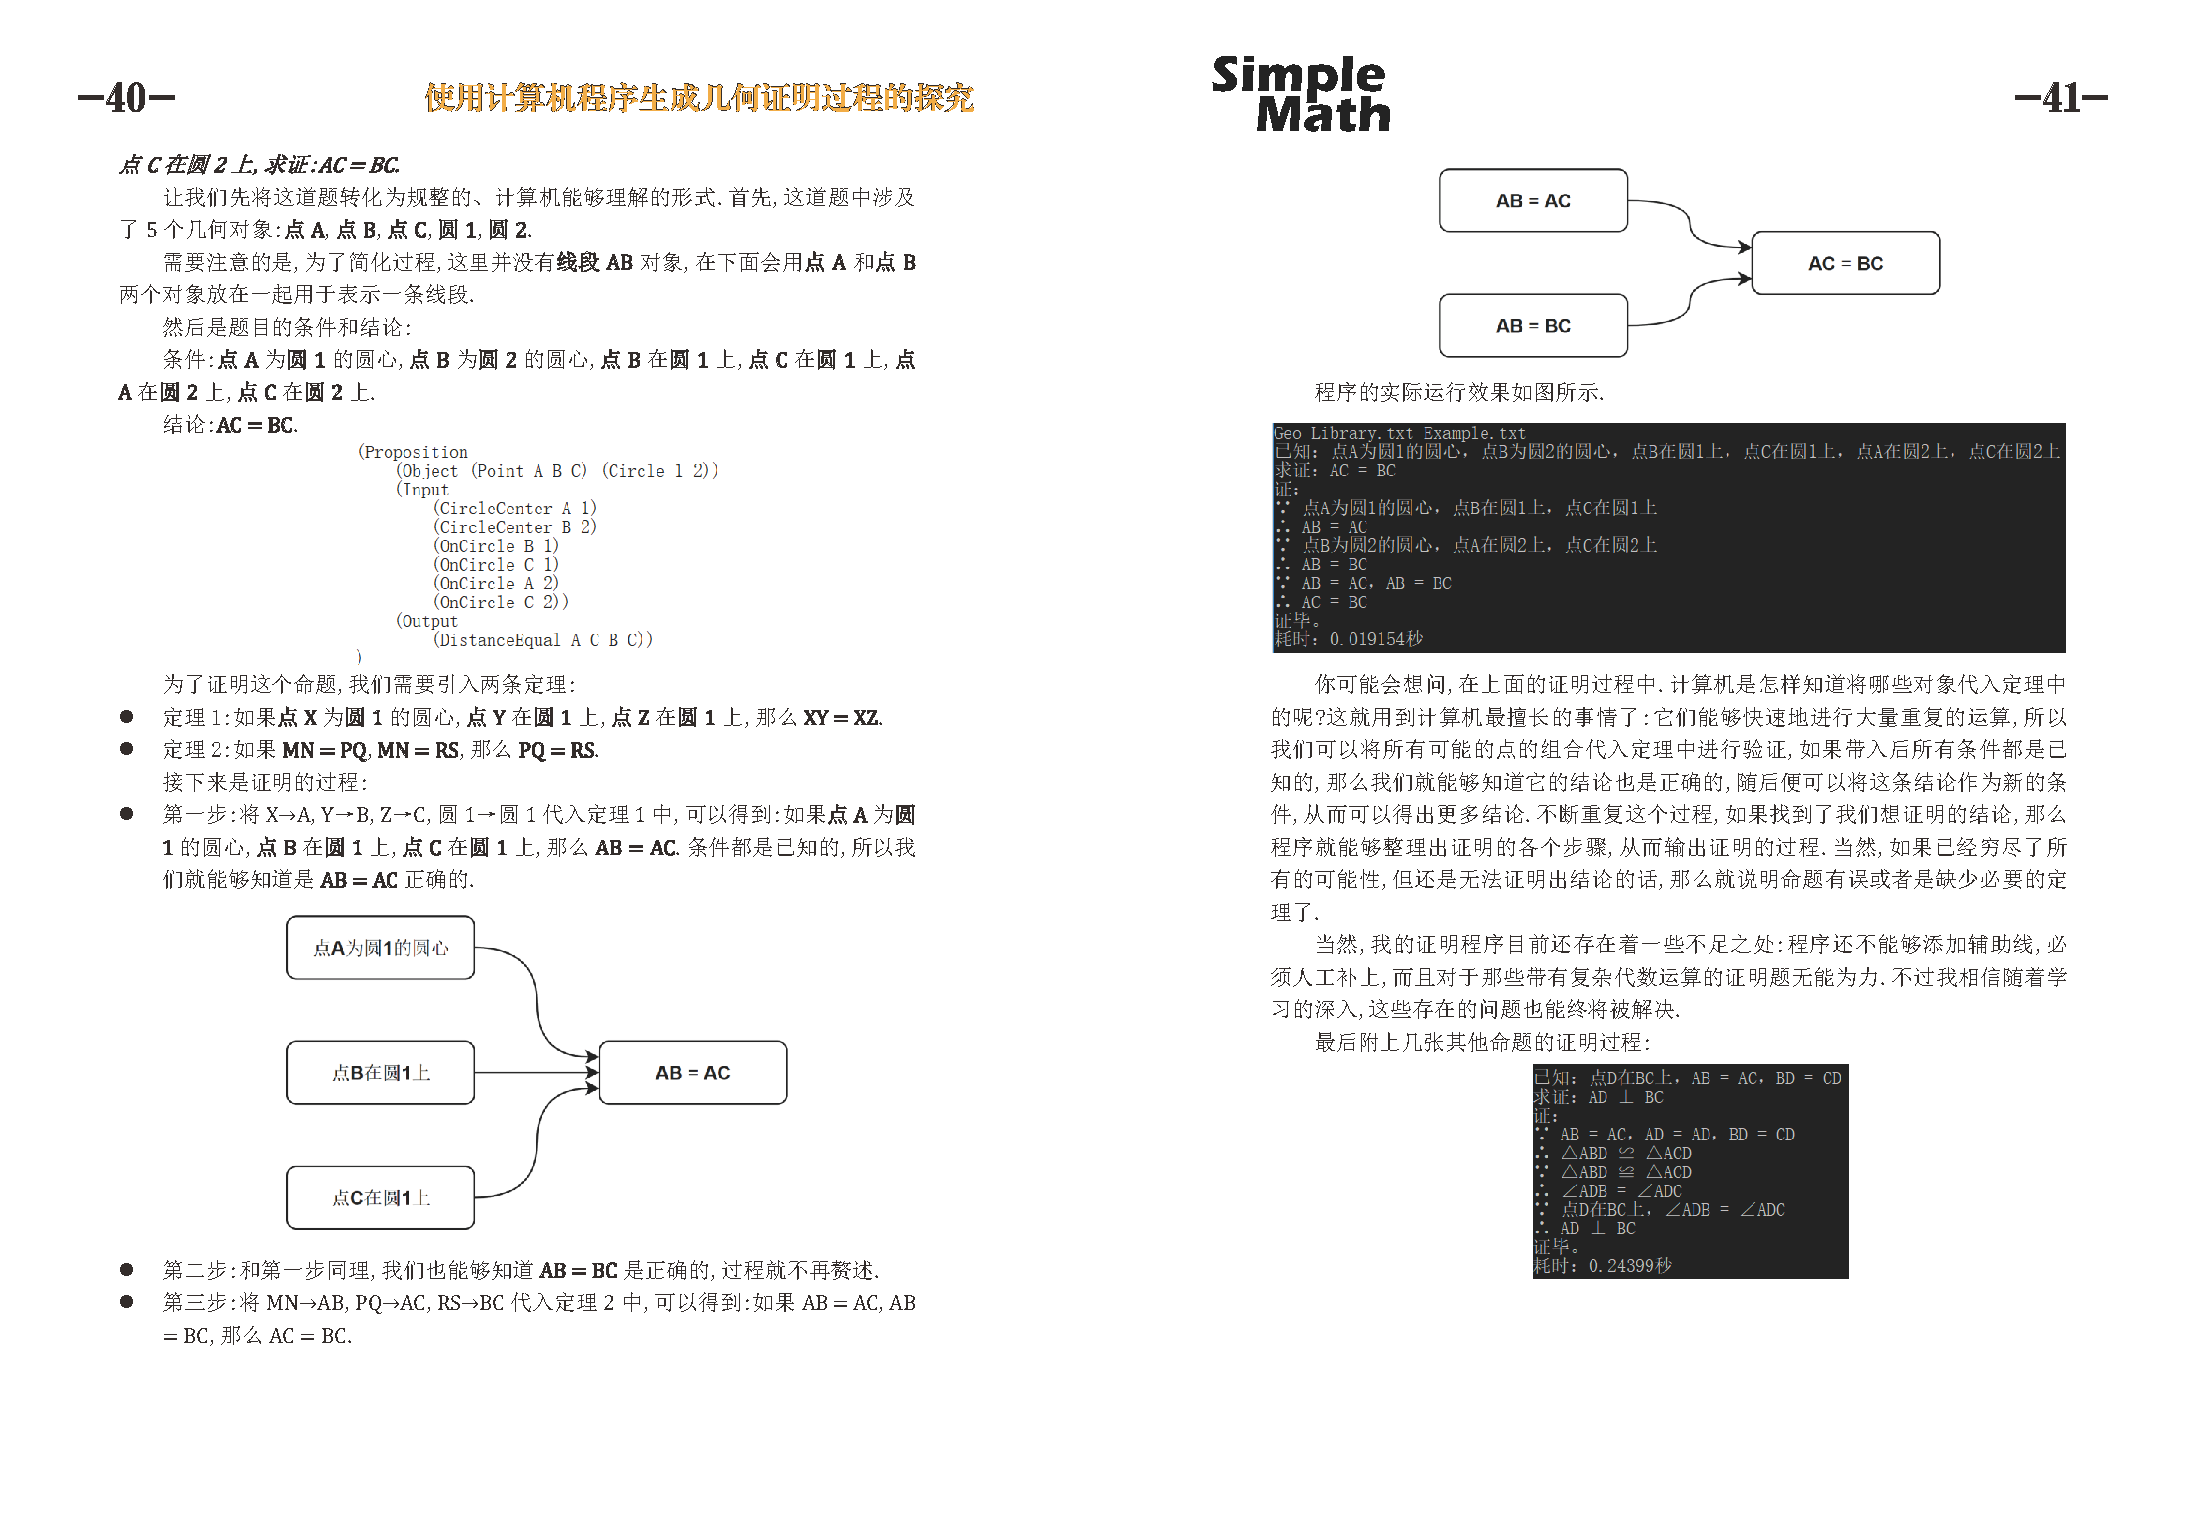 -40-
使用计算机程序生成几何证明过程的探究
点 C 在圆 2 上, 求证:AC = BC.
让我们先将这道题转化为规整的、计算机能够理解的形式. 首先, 这道题中涉及
了 5 个几何对象:点 A, 点 B, 点 C, 圆 1, 圆 2.
需要注意的是, 为了简化过程, 这里并没有线段 AB 对象, 在下面会用点 A 和点 B
两个对象放在一起用于表示一条线段.
然后是题目的条件和结论:
条件:点 A 为圆 1 的圆心, 点 B 为圆 2 的圆心, 点 B 在圆 1 上, 点 C 在圆 1 上, 点
A 在圆 2 上, 点 C 在圆 2 上.
结论:AC = BC.
(Proposition
(Object (Point A B C) (Circle 1 2))
(Input
(CircleCenter A 1)
(CircleCenter B 2)
(OnCircle B 1)
(OnCircle C 1)
(OnCircle A 2)
(OnCircle C 2))
(Output
(DistanceEqual A C B C))
)
为了证明这个命题, 我们需要引入两条定理:
● 定理 1:如果点 X 为圆 1 的圆心, 点 Y 在圆 1 上, 点 Z 在圆 1 上, 那么 XY = XZ.
● 定理 2:如果 MN = PQ, MN = RS, 那么 PQ = RS.
接下来是证明的过程:
● 第一步:将 X→A, Y→B, Z→C, 圆 1→圆 1 代入定理 1 中, 可以得到:如果点 A 为圆
1 的圆心, 点 B 在圆 1 上, 点 C 在圆 1 上, 那么 AB = AC. 条件都是已知的, 所以我
们就能够知道是 AB = AC 正确的.
点A为圆1的圆心
点B在圆1上
AB = AC
点C在圆1上
● 第二步:和第一步同理, 我们也能够知道 AB = BC 是正确的, 过程就不再赘述.
● 第三步:将 MN→AB, PQ→AC, RS→BC 代入定理 2 中, 可以得到:如果 AB = AC, AB
= BC, 那么 AC = BC.
Simple
Math
-41-
AB = AC
AC = BC
AB = BC
程序的实际运行效果如图所示.
Geo Library.txt Example.txt
已知: 点A为圆1的圆心, 点B为圆2的圆心, 点B在圆1上, 点C在圆1上, 点A在圆2上, 点C在圆2上
求证: AC = BC
证:
∵ 点A为圆1的圆心, 点B在圆1上, 点C在圆1上
∴ AB = AC
∵ 点B为圆2的圆心, 点A在圆2上, 点C在圆2上
∴ AB = BC
∵ AB = AC, AB = BC
∴ AC = BC
证毕。
耗时: 0.019154秒
你可能会想问, 在上面的证明过程中. 计算机是怎样知道将哪些对象代入定理中
的呢?这就用到计算机最擅长的事情了:它们能够快速地进行大量重复的运算, 所以
我们可以将所有可能的点的组合代入定理中进行验证, 如果带入后所有条件都是已
知的, 那么我们就能够知道它的结论也是正确的, 随后便可以将这条结论作为新的条
件, 从而可以得出更多结论. 不断重复这个过程, 如果找到了我们想证明的结论, 那么
程序就能够整理出证明的各个步骤, 从而输出证明的过程. 当然, 如果已经穷尽了所
有的可能性, 但还是无法证明出结论的话, 那么就说明命题有误或者是缺少必要的定
理了.
当然, 我的证明程序目前还存在着一些不足之处:程序还不能够添加辅助线, 必
须人工补上, 而且对于那些带有复杂代数运算的证明题无能为力. 不过我相信随着学
习的深入, 这些存在的问题也能终将被解决.
最后附上几张其他命题的证明过程:
已知: 点D在BC上, AB = AC, BD = CD
求证: AD ⊥ BC
证:
∵ AB = AC, AD = AD, BD = CD
∴ △ABD ≌ △ACD
∵ △ABD ≌ △ACD
∴ ∠ADB = ∠ADC
∵ 点D在BC上, ∠ADB = ∠ADC
∴ AD ⊥ BC
证毕。
耗时: 0.24399秒